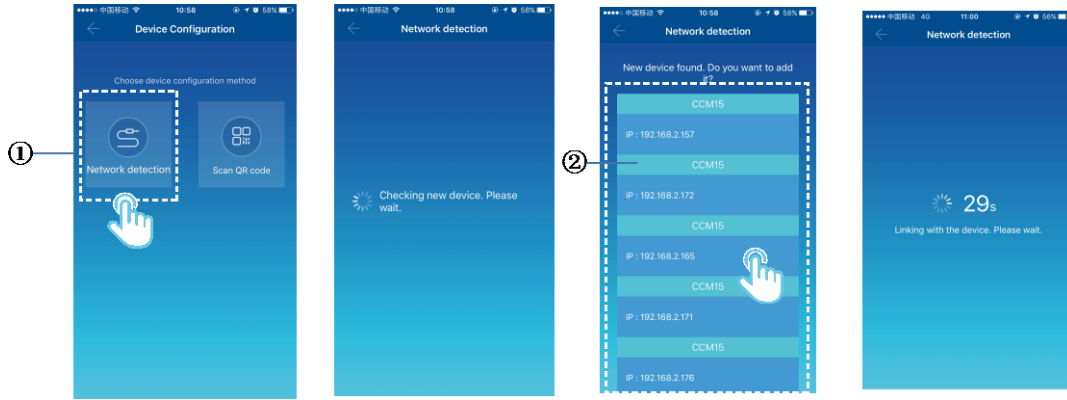 中国移动 10:58 58%
Device Configuration
Choose device configuration method
Network detection
Scan QR code
①
中国移动 10:58 58%
Network detection
Checking new device. Please
wait.
中国移动 10:58 58%
Network detection
New device found. Do you want to add
it?
CCM15
IP : 192.168.2.157
②
CCM15
IP : 192.168.2.172
CCM15
IP : 192.168.2.165
CCM15
IP : 192.168.2.171
CCM15
IP : 192.168.2.176
中国移动 4G 11:00 56%
Network detection
29s
Linking with the device. Please wait.